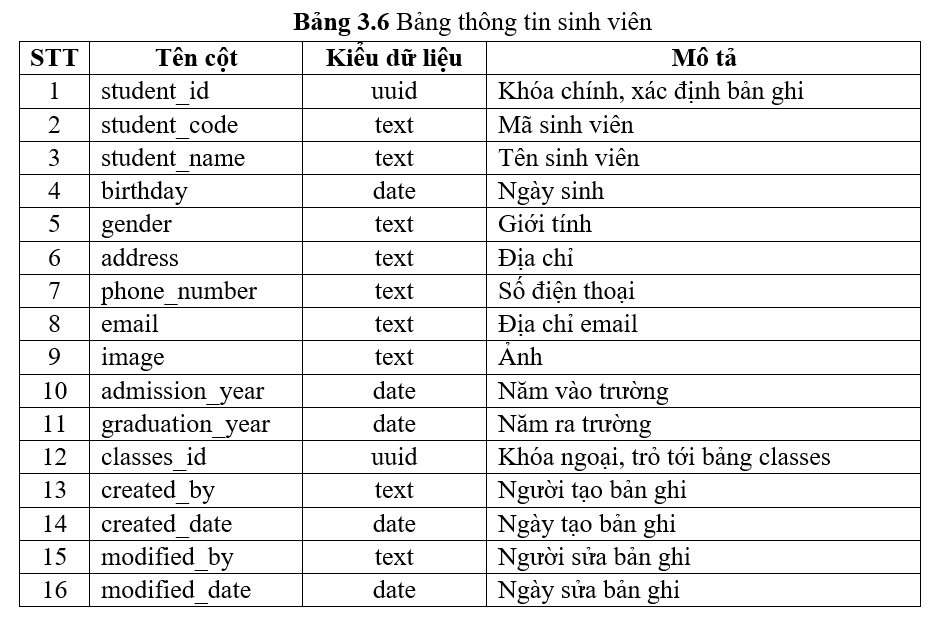 Bảng 3.6 Bảng thông tin sinh viên
STT Tên cột Kiểu dữ liệu Mô tả
1 student_id uuid Khóa chính, xác định bản ghi
2 student_code text Mã sinh viên
3 student_name text Tên sinh viên
4 birthday date Ngày sinh
5 gender text Giới tính
6 address text Địa chỉ
7 phone_number text Số điện thoại
8 email text Địa chỉ email
9 image text Ảnh
10 admission_year date Năm vào trường
11 graduation_year date Năm ra trường
12 classes_id uuid Khóa ngoại, trỏ tới bảng classes
13 created_by text Người tạo bản ghi
14 created_date date Ngày tạo bản ghi
15 modified_by text Người sửa bản ghi
16 modified_date date Ngày sửa bản ghi